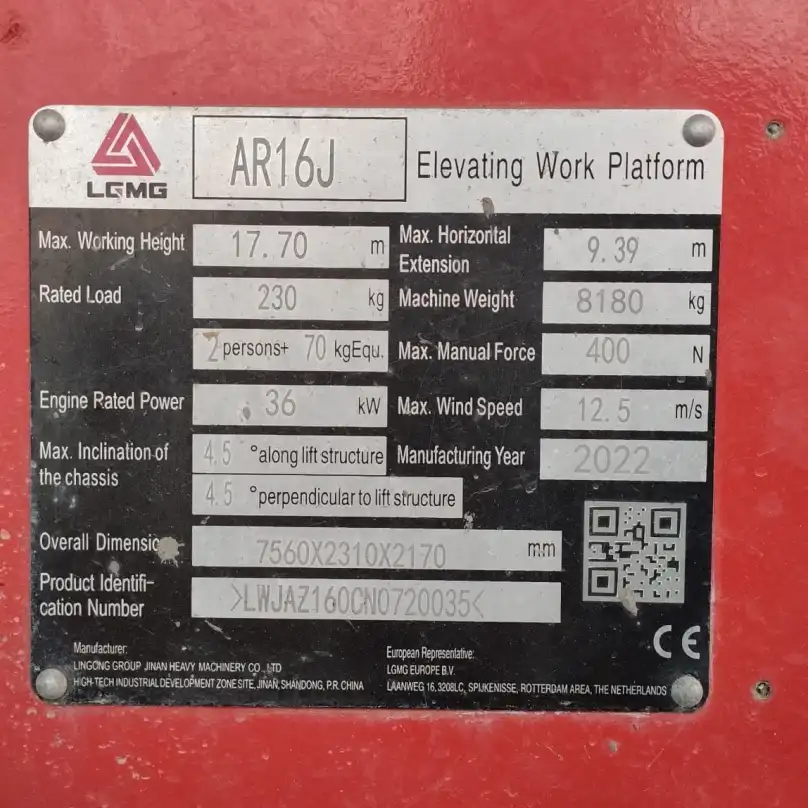 LGMG
AR16J
Elevating Work Platform
Max. Working Height 17.70 m
Max. Horizontal
Extension 9.39 m
Rated Load 230 kg
Machine Weight 8180 kg
2 persons+ 70 kgEqu.
Max. Manual Force 400 N
Engine Rated Power 36 kW
Max. Wind Speed 12.5 m/s
Max. Inclination of
the chassis
4.5 °along lift structure
Manufacturing Year 2022
4.5 °perpendicular to lift structure
Overall Dimension 7560X2310X2170 mm
Product Identifi-
cation Number
>LWJAZ160CN0720035<
CE
Manufacturer:
LINGONG GROUP JINAN HEAVY MACHINERY CO., LTD
HIGH-TECH INDUSTRIAL DEVELOPMENT ZONE SITE, JINAN, SHANDONG, P.R. CHINA
European Representative:
LGMG EUROPE B.V.
LAANWEG 16, 3208LC, SPIJKENISSE, ROTTERDAM AREA, THE NETHERLANDS